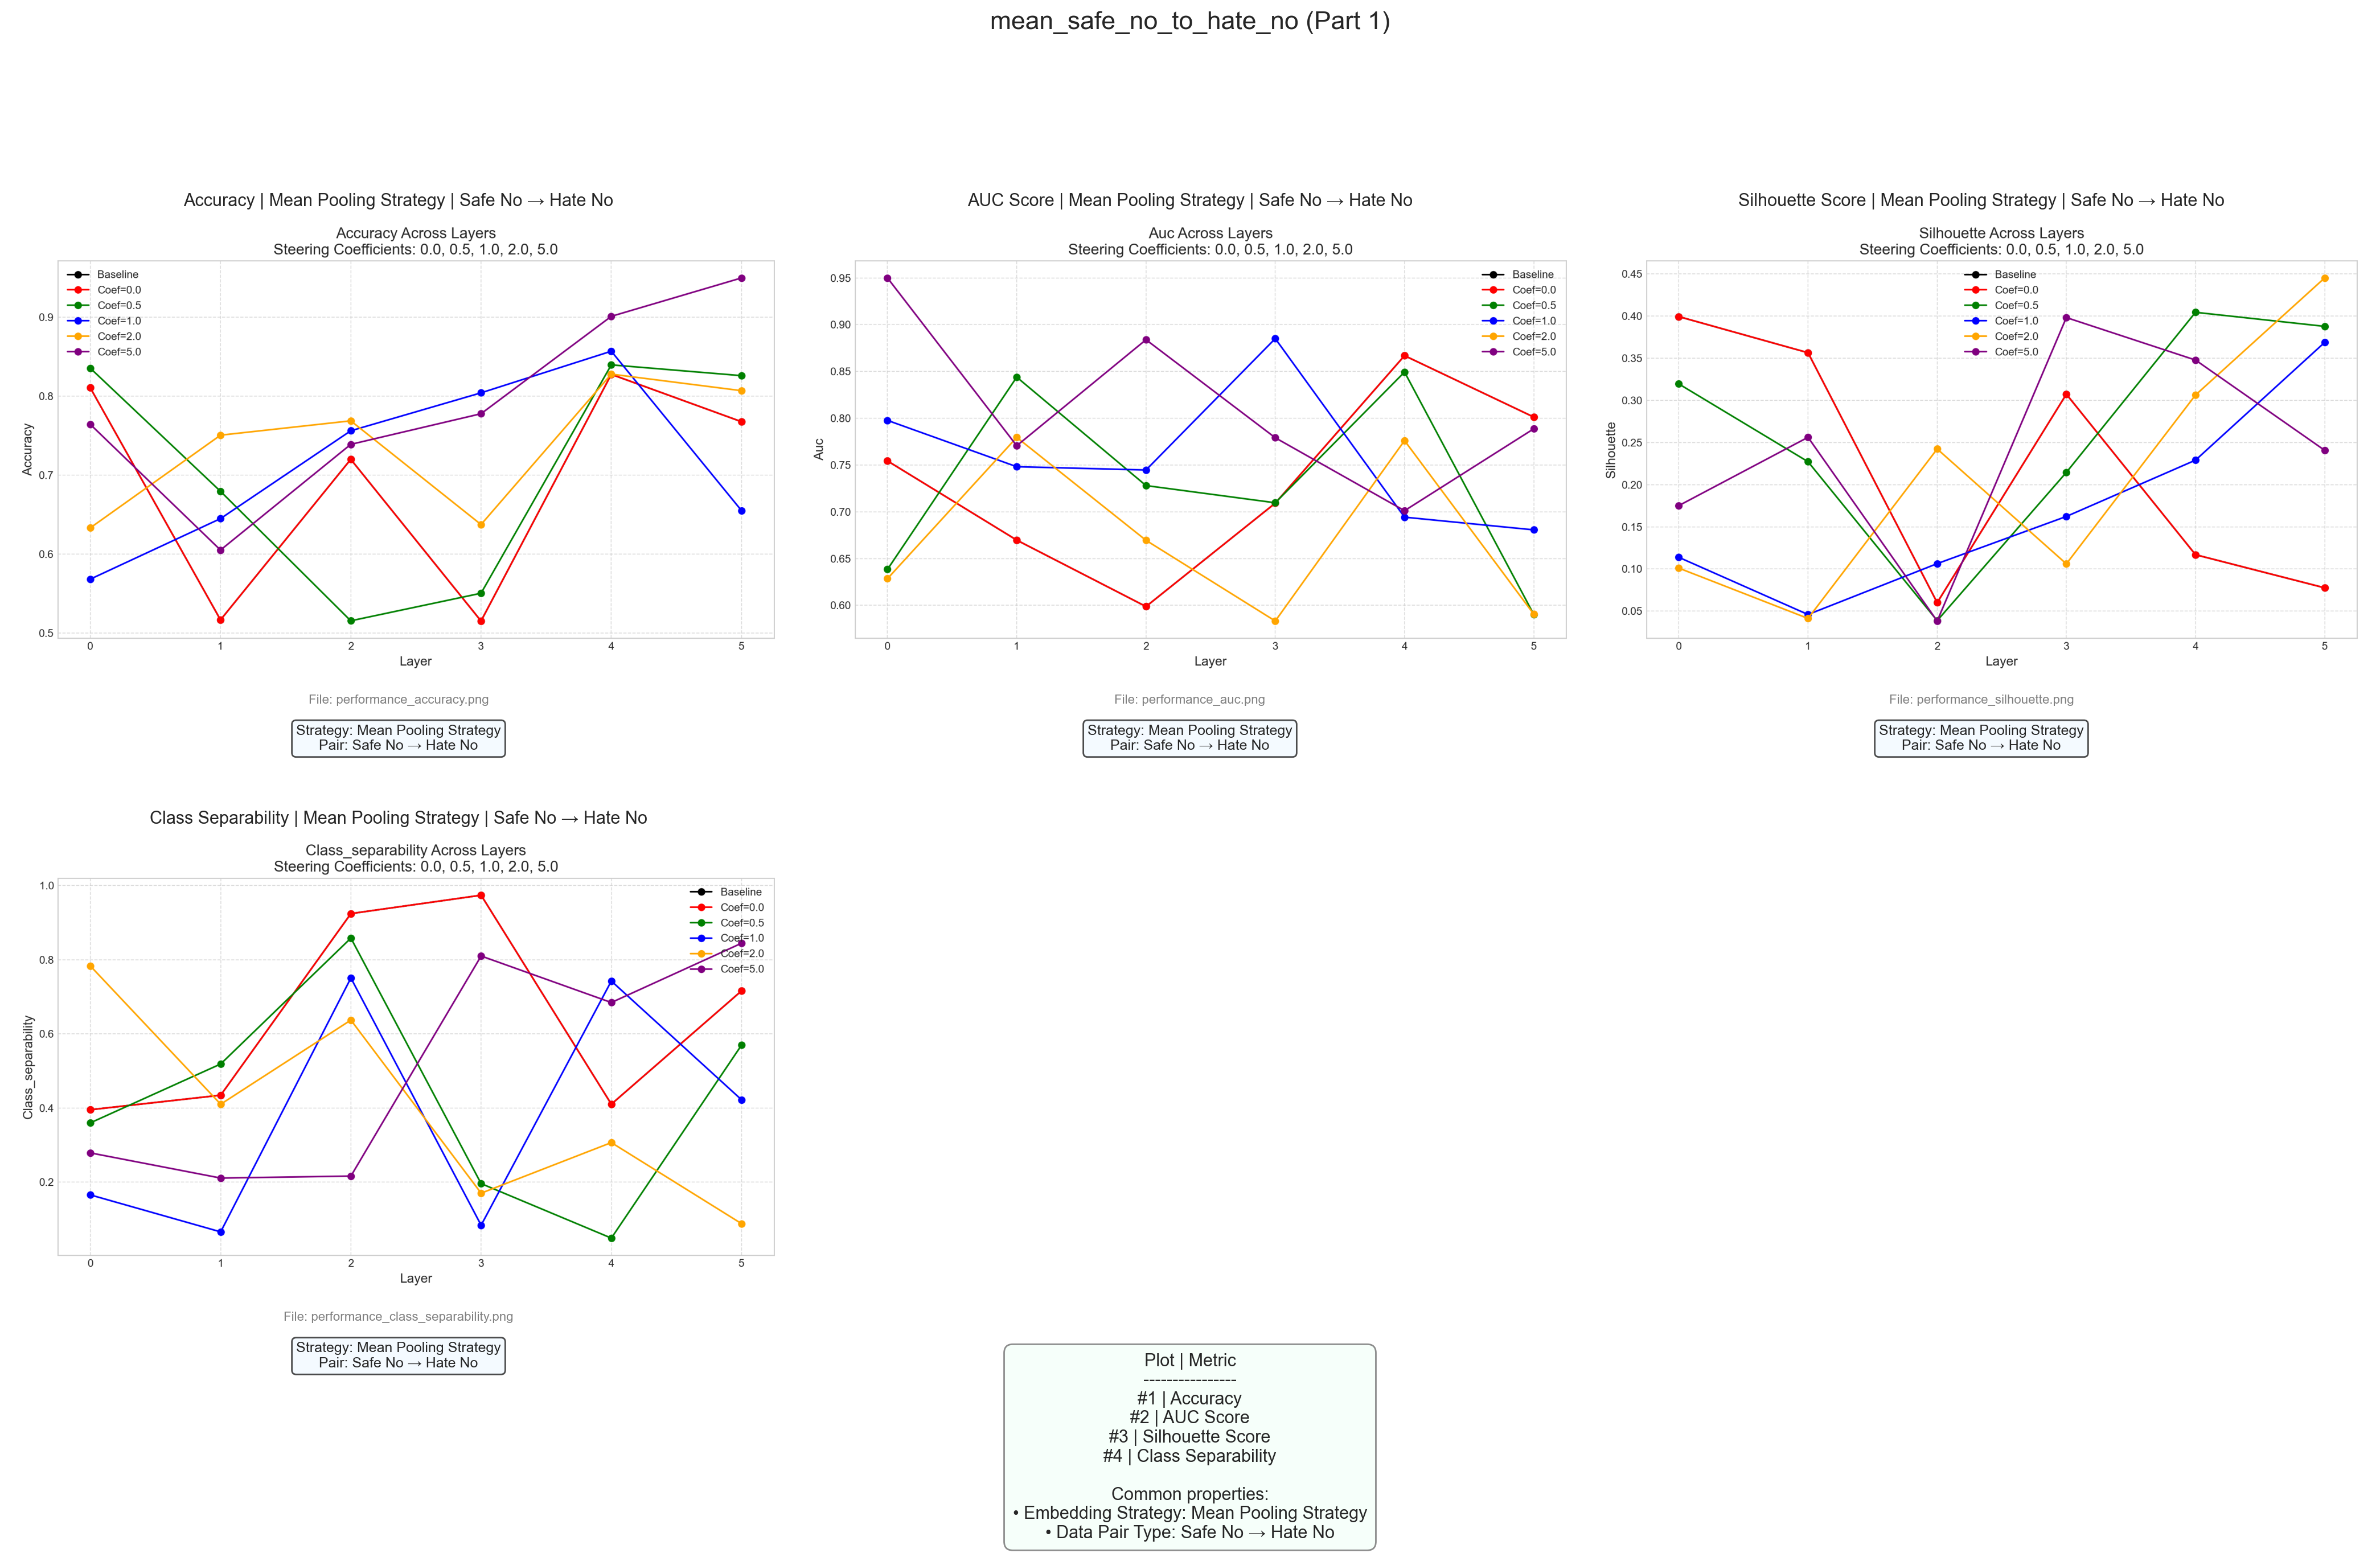 mean_safe_no_to_hate_no (Part 1)
Accuracy | Mean Pooling Strategy | Safe No → Hate No
Accuracy Across Layers
Steering Coefficients: 0.0, 0.5, 1.0, 2.0, 5.0
Baseline
Coef=0.0
Coef=0.5
Coef=1.0
Coef=2.0
Coef=5.0
0.9
0.8
0.7
0.6
0.5
Accuracy
0 1 2 3 4 5
Layer
File: performance_accuracy.png
Strategy: Mean Pooling Strategy
Pair: Safe No → Hate No
AUC Score | Mean Pooling Strategy | Safe No → Hate No
Auc Across Layers
Steering Coefficients: 0.0, 0.5, 1.0, 2.0, 5.0
Baseline
Coef=0.0
Coef=0.5
Coef=1.0
Coef=2.0
Coef=5.0
0.95
0.90
0.85
0.80
0.75
0.70
0.65
0.60
Auc
0 1 2 3 4 5
Layer
File: performance_auc.png
Strategy: Mean Pooling Strategy
Pair: Safe No → Hate No
Silhouette Score | Mean Pooling Strategy | Safe No → Hate No
Silhouette Across Layers
Steering Coefficients: 0.0, 0.5, 1.0, 2.0, 5.0
Baseline
Coef=0.0
Coef=0.5
Coef=1.0
Coef=2.0
Coef=5.0
0.45
0.40
0.35
0.30
0.25
0.20
0.15
0.10
0.05
Silhouette
0 1 2 3 4 5
Layer
File: performance_silhouette.png
Strategy: Mean Pooling Strategy
Pair: Safe No → Hate No
Class Separability | Mean Pooling Strategy | Safe No → Hate No
Class_separability Across Layers
Steering Coefficients: 0.0, 0.5, 1.0, 2.0, 5.0
Baseline
Coef=0.0
Coef=0.5
Coef=1.0
Coef=2.0
Coef=5.0
1.0
0.8
0.6
0.4
0.2
Class_separability
0 1 2 3 4 5
Layer
File: performance_class_separability.png
Strategy: Mean Pooling Strategy
Pair: Safe No → Hate No
Plot | Metric
----------------
#1 | Accuracy
#2 | AUC Score
#3 | Silhouette Score
#4 | Class Separability
Common properties:
• Embedding Strategy: Mean Pooling Strategy
• Data Pair Type: Safe No → Hate No